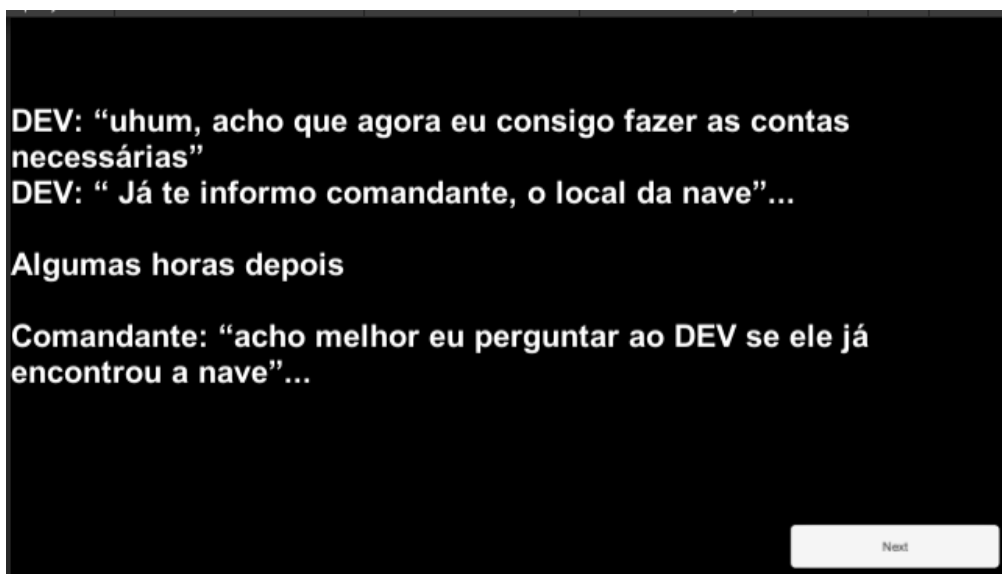 DEV: “uhum, acho que agora eu consigo fazer as contas
necessárias”
DEV: “ Já te informo comandante, o local da nave”...
Algumas horas depois
Comandante: “acho melhor eu perguntar ao DEV se ele já
encontrou a nave”...
Next